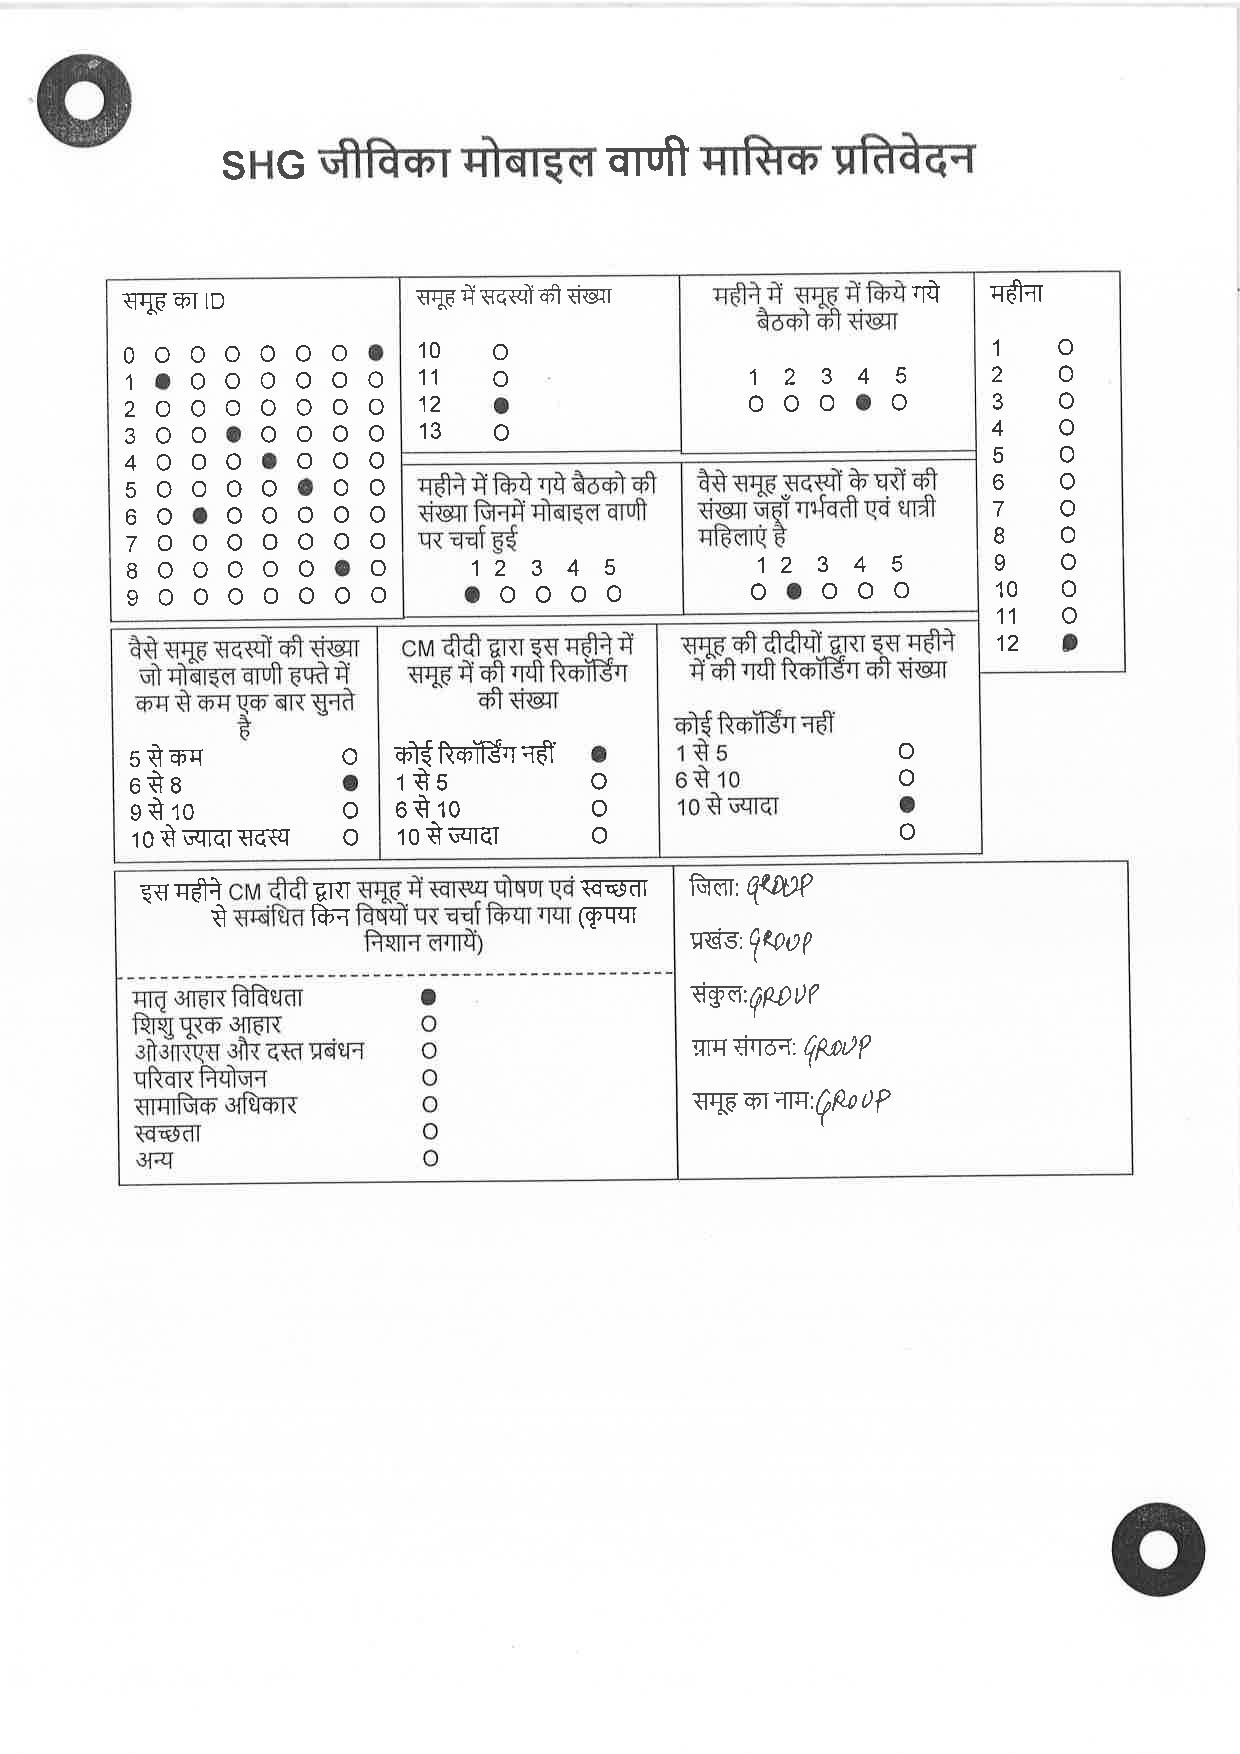 SHG जीविका मोबाइल वाणी मासिक प्रतिवेदन
समूह का ID
0
1
2
3
4
5
6
7
8
9
समूह में सदस्यों की संख्या
10
11
12
13
महीने में समूह में किये गये
बैठको की संख्या
1 2 3 4 5
महीना
1
2
3
4
5
6
7
8
9
10
11
12
महीने में किये गये बैठको की
संख्या जिनमें मोबाइल वाणी
पर चर्चा हुई
1 2 3 4 5
वैसे समूह सदस्यों के घरों की
संख्या जहाँ गर्भवती एवं धात्री
महिलाएं है
1 2 3 4 5
वैसे समूह सदस्यों की संख्या
जो मोबाइल वाणी हफ्ते में
कम से कम एक बार सुनते
है
5 से कम
6 से 8
9 से 10
10 से ज्यादा सदस्य
CM दीदी द्वारा इस महीने में
समूह में की गयी रिकॉर्डिंग
की संख्या
कोई रिकॉर्डिंग नहीं
1 से 5
6 से 10
10 से ज्यादा
समूह की दीदीयों द्वारा इस महीने
में की गयी रिकॉर्डिंग की संख्या
कोई रिकॉर्डिंग नहीं
1 से 5
6 से 10
10 से ज्यादा
इस महीने CM दीदी द्वारा समूह में स्वास्थ्य पोषण एवं स्वच्छता
से सम्बंधित किन विषयों पर चर्चा किया गया (कृपया
निशान लगायें)
मातृ आहार विविधता
शिशु पूरक आहार
ओआरएस और दस्त प्रबंधन
परिवार नियोजन
सामाजिक अधिकार
स्वच्छता
अन्य
जिला: GROUP
प्रखंड: GROUP
संकुल: GROUP
ग्राम संगठन: GROUP
समूह का नाम: GROUP